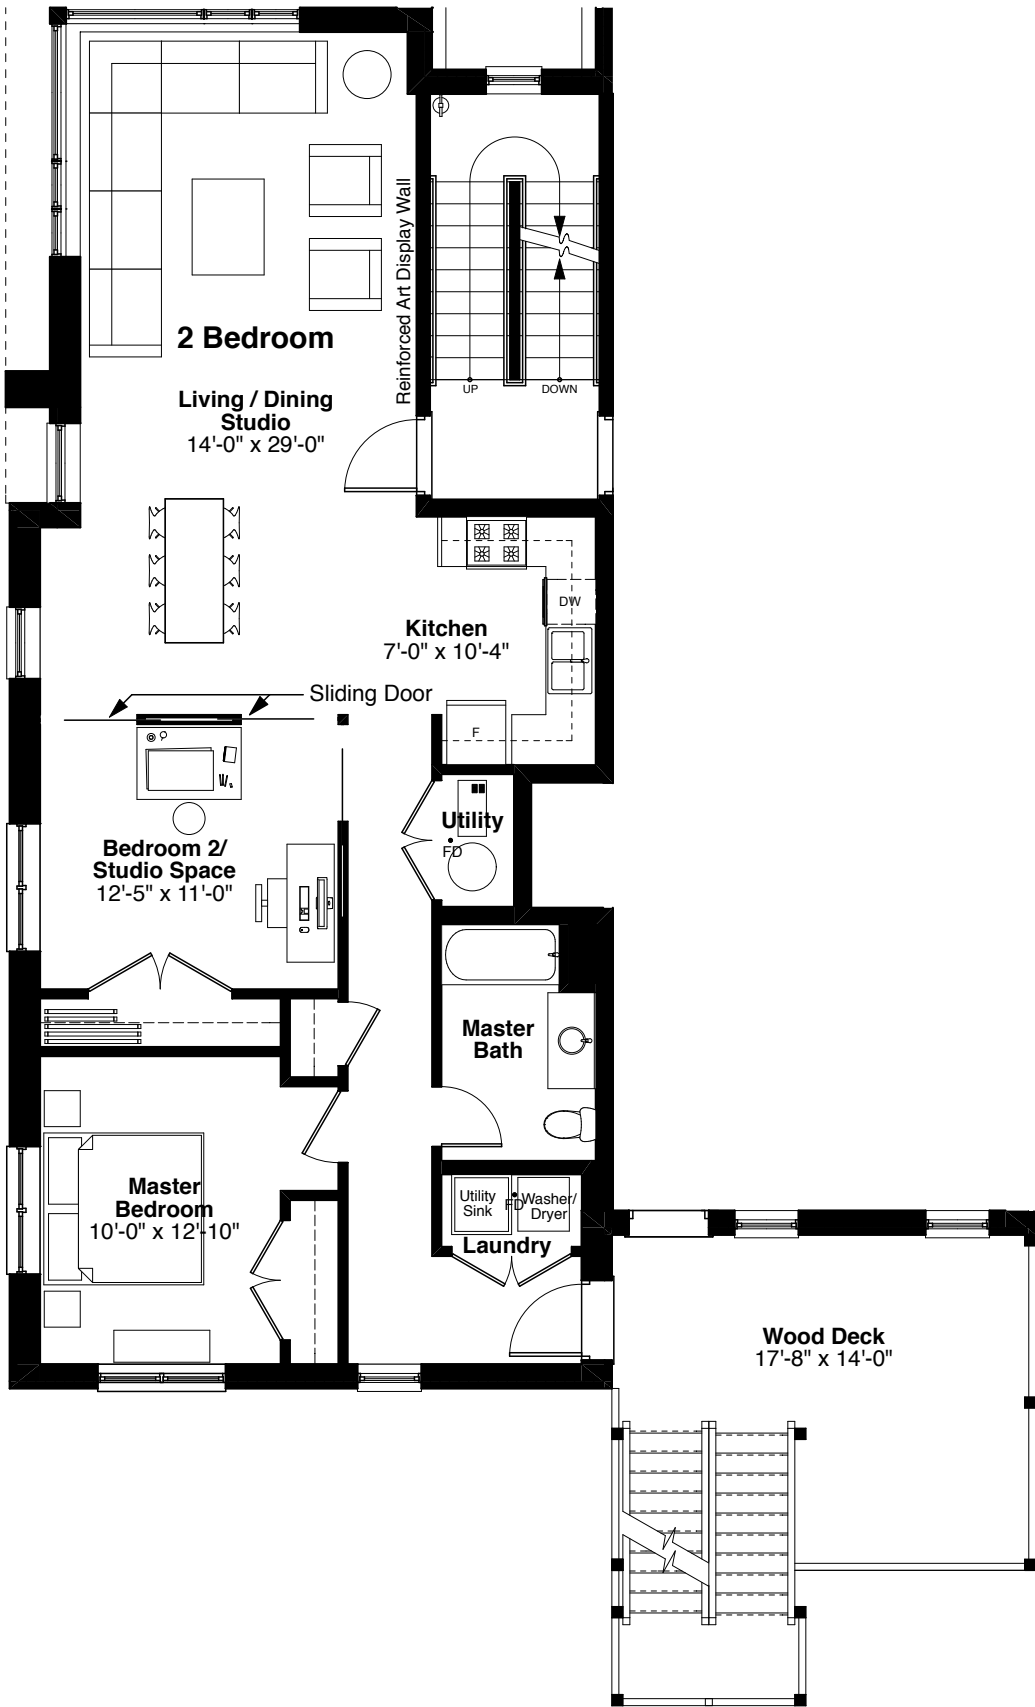 Reinforced Art Display Wall
2 Bedroom
Living / Dining
Studio
14'-0" x 29'-0"
UP
DOWN
DW
Kitchen
7'-0" x 10'-4"
Sliding Door
F
Utility
FD
Bedroom 2/
Studio Space
12'-5" x 11'-0"
Master
Bath
Master
Bedroom
10'-0" x 12'-10"
Utility
Sink
FD
Washer/
Dryer
Laundry
Wood Deck
17'-8" x 14'-0"